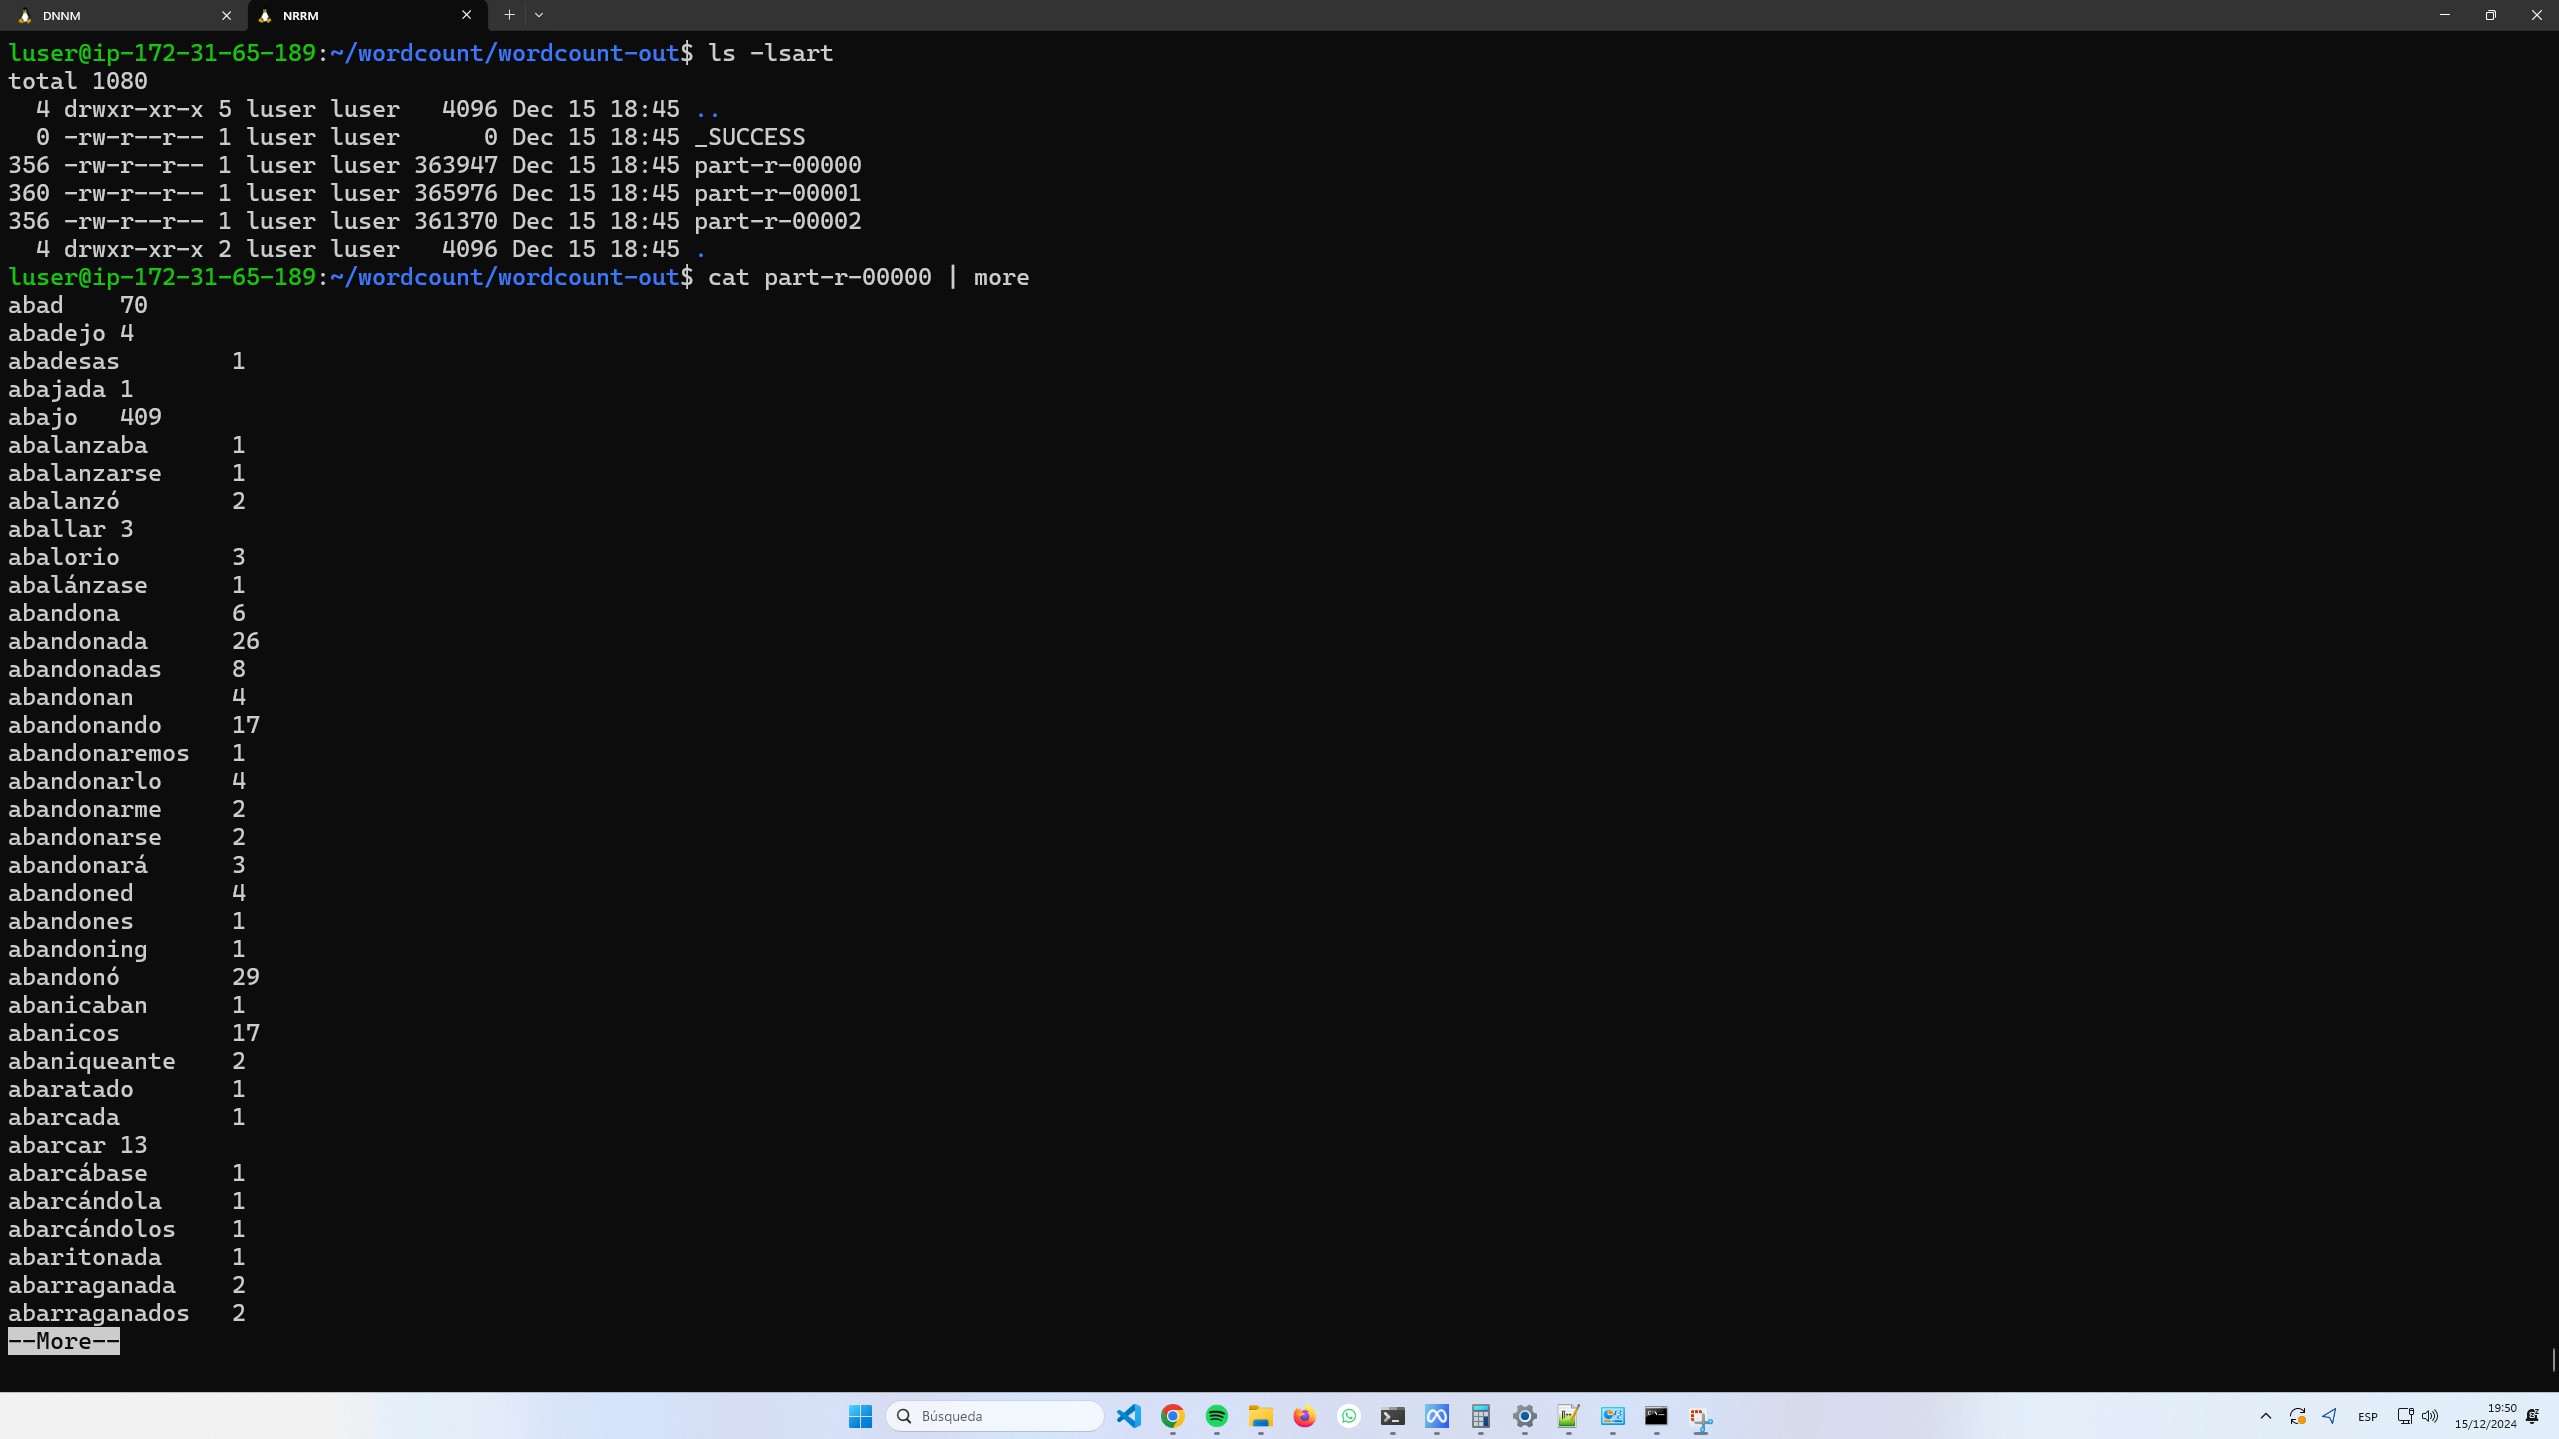 DNNM
NRRM
luser@ip-172-31-65-189:~/wordcount/wordcount-out$ ls -lsart
total 1080
  4 drwxr-xr-x 5 luser luser   4096 Dec 15 18:45 ..
  0 -rw-r--r-- 1 luser luser      0 Dec 15 18:45 _SUCCESS
356 -rw-r--r-- 1 luser luser 363947 Dec 15 18:45 part-r-00000
360 -rw-r--r-- 1 luser luser 365976 Dec 15 18:45 part-r-00001
356 -rw-r--r-- 1 luser luser 361370 Dec 15 18:45 part-r-00002
  4 drwxr-xr-x 2 luser luser   4096 Dec 15 18:45 .
luser@ip-172-31-65-189:~/wordcount/wordcount-out$ cat part-r-00000 | more
abad    70
abadejo 4
abadesas        1
abajada 1
abajo   409
abalanzaba      1
abalanzarse     1
abalanzó        2
aballar 3
abalorio        3
abalánzase      1
abandona        6
abandonada      26
abandonadas     8
abandonan       4
abandonando     17
abandonaremos   1
abandonarlo     4
abandonarme     2
abandonarse     2
abandonará      3
abandoned       4
abandones       1
abandoning      1
abandonó        29
abanicaban      1
abanicos        17
abaniqueante    2
abaratado       1
abarcada        1
abarcar 13
abarcábase      1
abarcándola     1
abarcándolos    1
abaritonada     1
abarraganada    2
abarraganados   2
--More--
Búsqueda
ESP
19:50
15/12/2024